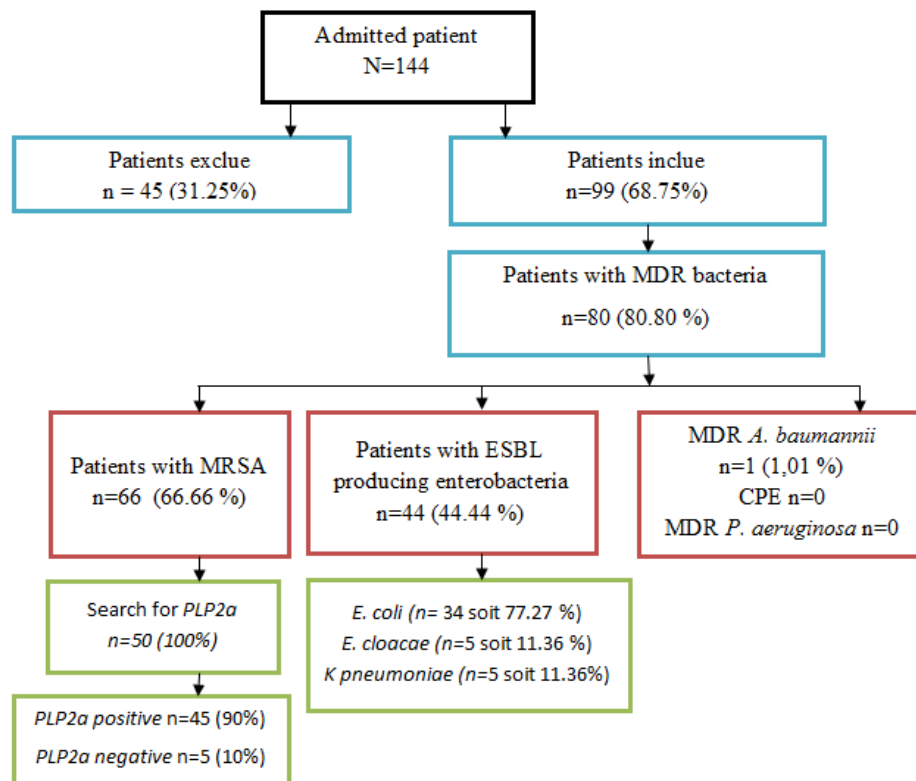 Admitted patient
N=144
Patients exclue
n = 45 (31.25%)
Patients inclue
n=99 (68.75%)
Patients with MDR bacteria
n=80 (80.80 %)
Patients with MRSA
n=66 (66.66 %)
Patients with ESBL
producing enterobacteria
n=44 (44.44 %)
MDR A. baumannii
n=1 (1,01 %)
CPE n=0
MDR P. aeruginosa n=0
Search for PLP2a
n=50 (100%)
E. coli (n= 34 soit 77.27 %)
E. cloacae (n=5 soit 11.36 %)
K pneumoniae (n=5 soit 11.36%)
PLP2a positive n=45 (90%)
PLP2a negative n=5 (10%)